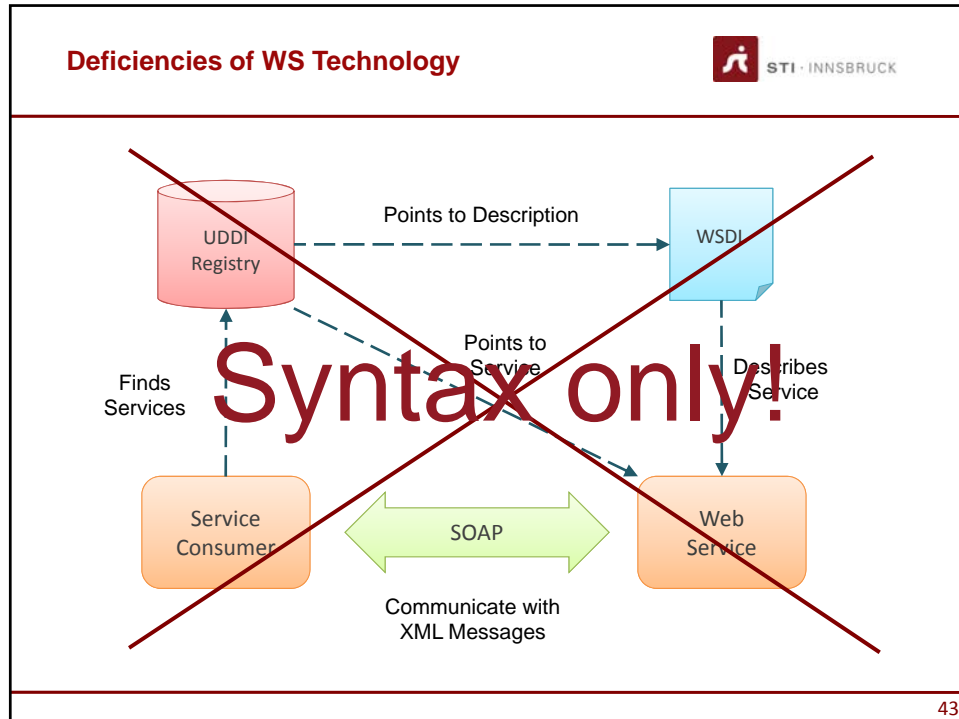 Deficiencies of WS Technology
STI · INNSBRUCK
UDDI
Registry
Points to Description
WSDL
Points to
Service
Describes
Service
Finds
Services
Syntax only!
Service
Consumer
SOAP
Web
Service
Communicate with
XML Messages
43